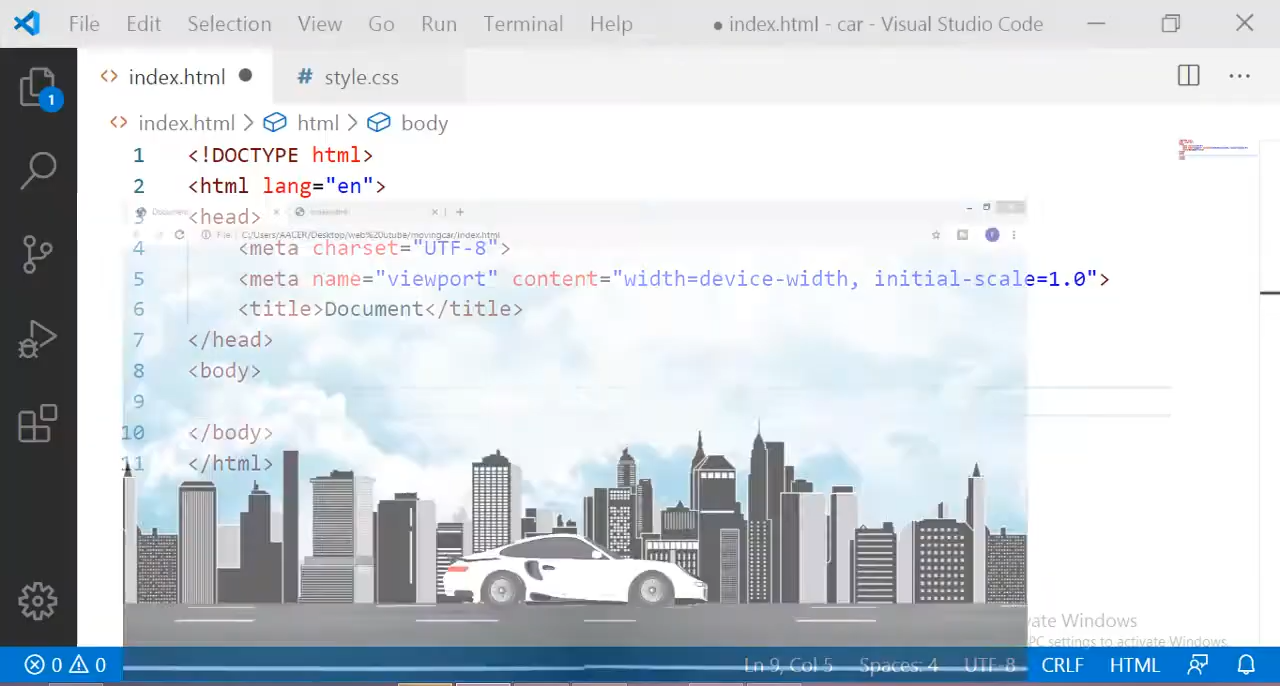 File Edit Selection View Go Run Terminal Help ● index.html - car - Visual Studio Code
index.html ● # style.css
1
index.html > html > body
1 <!DOCTYPE html>
2 <html lang="en">
Document
3 <head>
File C:/Users/AACER/Desktop/web%20utube/movingcar/index.html
4 <meta charset="UTF-8">
5 <meta name="viewport" content="width=device-width, initial-scale=1.0">
6 <title>Document</title>
7 </head>
8 <body>
9
10 </body>
11 </html>
vate Windows
PC settings to activate Windows.
0 0 Ln 9, Col 5 Spaces: 4 UTF-8 CRLF HTML